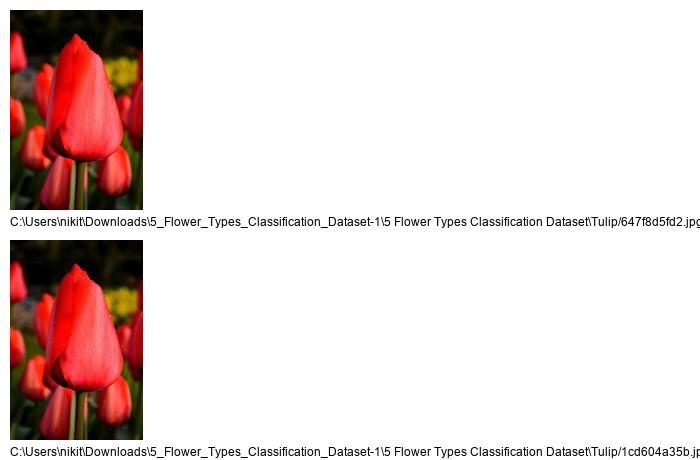 C:\Users\nikit\Downloads\5_Flower_Types_Classification_Dataset-1\5 Flower Types Classification Dataset\Tulip/647f8d5fd2.jpg
C:\Users\nikit\Downloads\5_Flower_Types_Classification_Dataset-1\5 Flower Types Classification Dataset\Tulip/1cd604a35b.jp